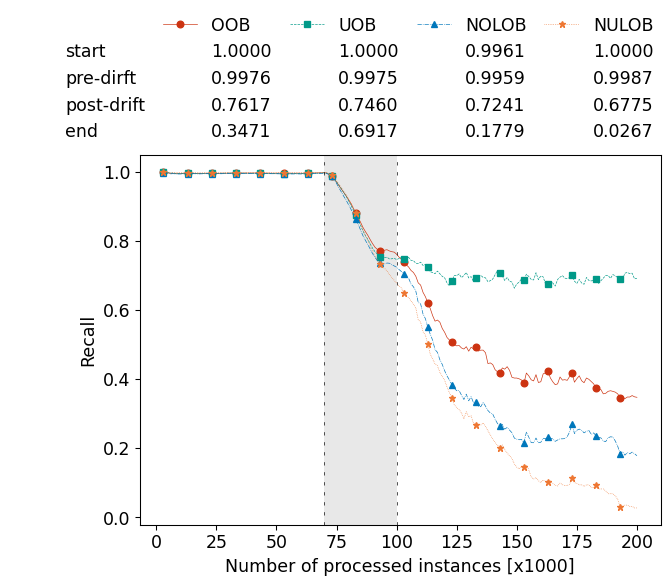 OOB UOB NOLOB NULOB
start 1.0000 1.0000 0.9961 1.0000
pre-dirft 0.9976 0.9975 0.9959 0.9987
post-drift 0.7617 0.7460 0.7241 0.6775
end 0.3471 0.6917 0.1779 0.0267
1.0
0.8
0.6
0.4
0.2
0.0
Recall
0 25 50 75 100 125 150 175 200
Number of processed instances [x1000]